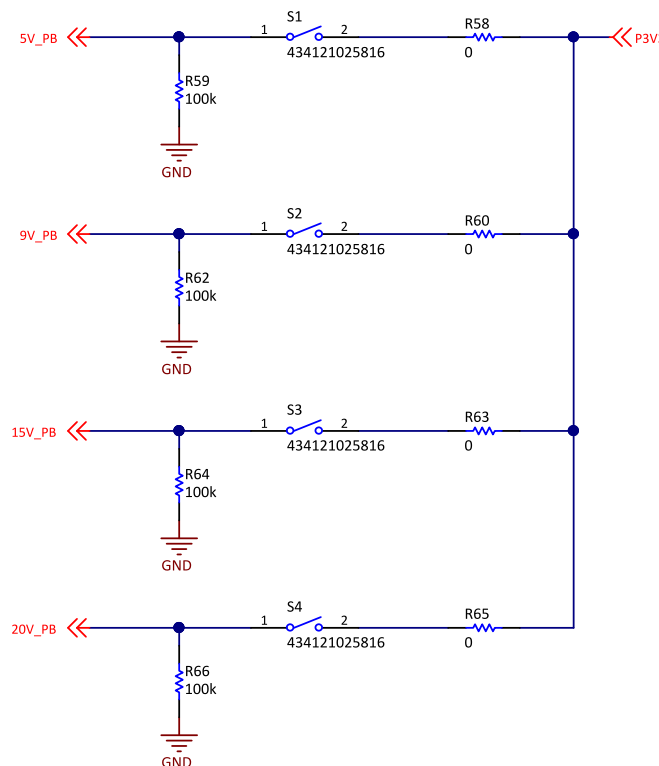 S1
R58
5V_PB
1
2
P3V
434121025816
0
R59
100k
GND
S2
R60
9V_PB
1
2
434121025816
0
R62
100k
GND
S3
R63
15V_PB
1
2
434121025816
0
R64
100k
GND
S4
R65
20V_PB
1
2
434121025816
0
R66
100k
GND